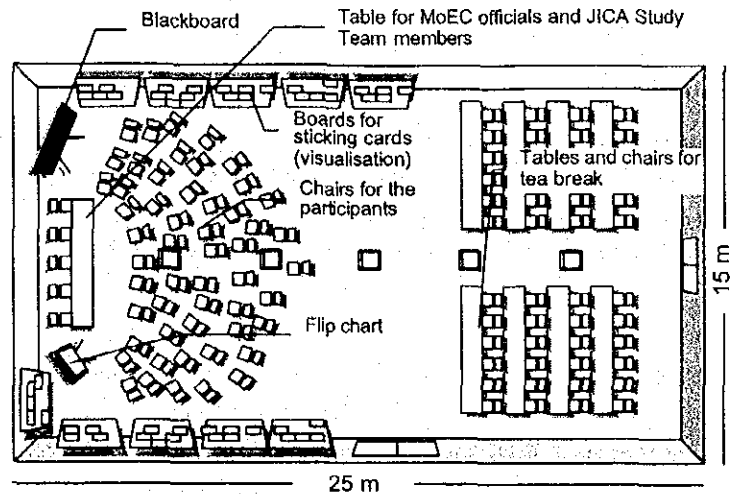 Blackboard
Table for MoEC officials and JICA Study
Team members
Boards for
sticking cards
(visualisation)
Chairs for the
participants
Tables and chairs for
tea break
Flip chart
15 m
25 m